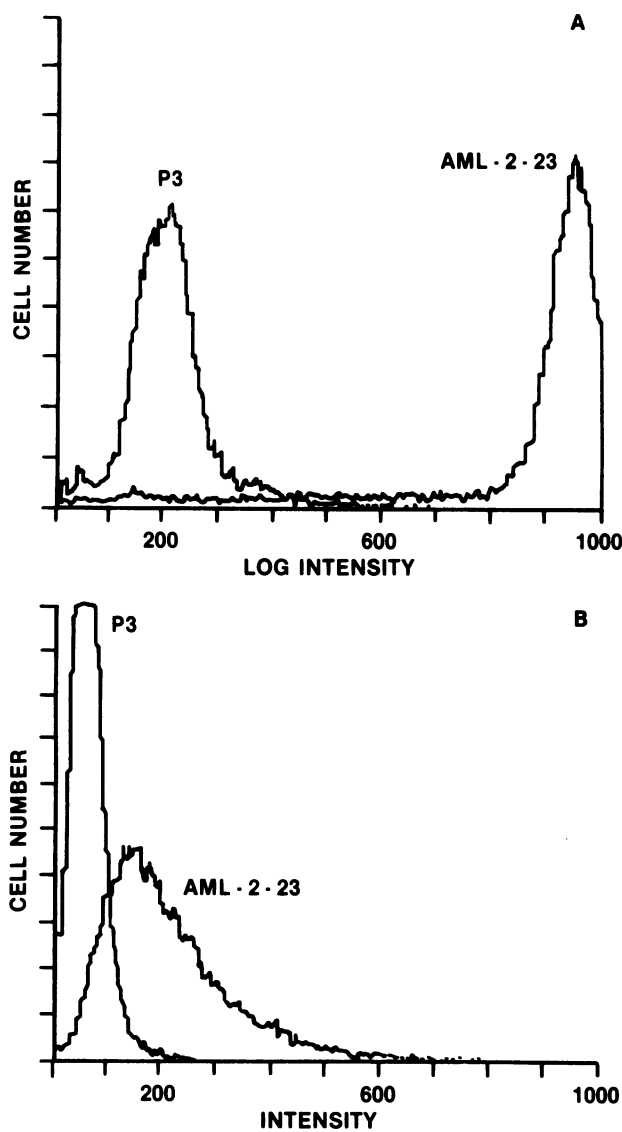 A
P3
AML - 2 - 23
CELL NUMBER
200 600 1000
LOG INTENSITY
B
P3
AML - 2 - 23
CELL NUMBER
200 600 1000
INTENSITY